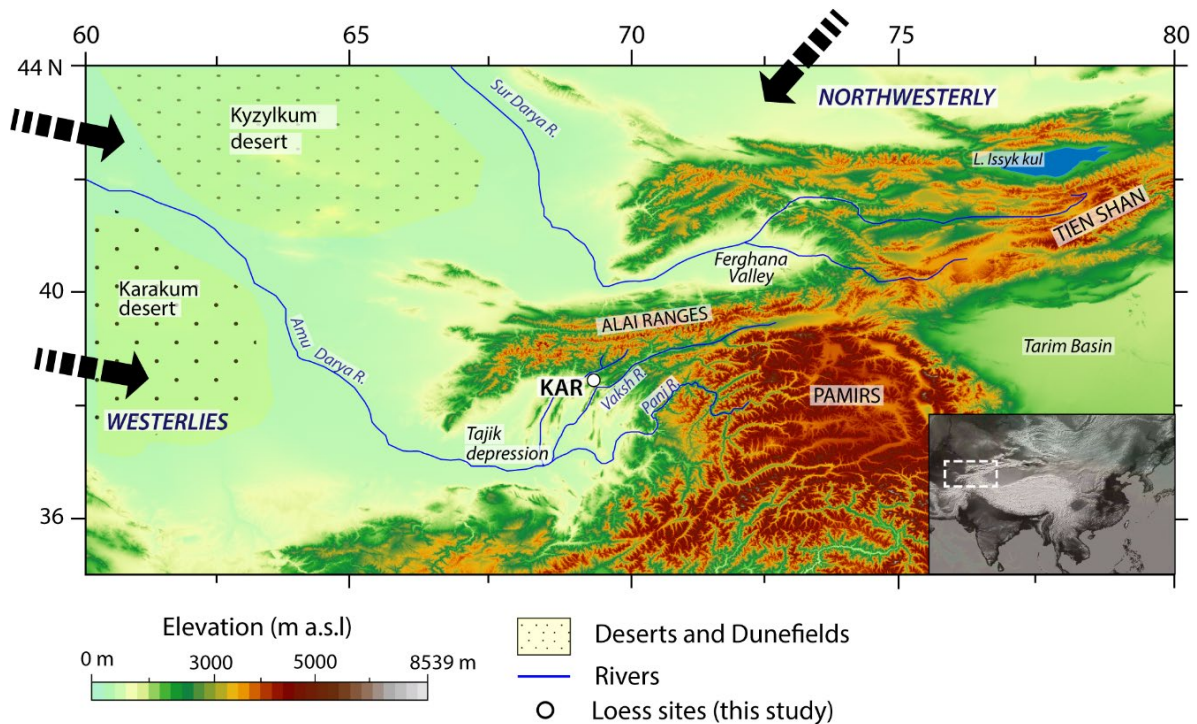 60 65 70 75 80
44 N
NORTHWESTERLY
Sur Darya R.
Kyzylkum
desert
L. Issyk kul
TIEN SHAN
Ferghana
Valley
40
Karakum
desert
Amu Darya R.
ALAI RANGES
Tarim Basin
KAR
Vaksh R.
Panj R.
PAMIRS
WESTERLIES
Tajik
depression
36
Elevation (m a.s.l)
0 m 3000 5000 8539 m
Deserts and Dunefields
Rivers
Loess sites (this study)